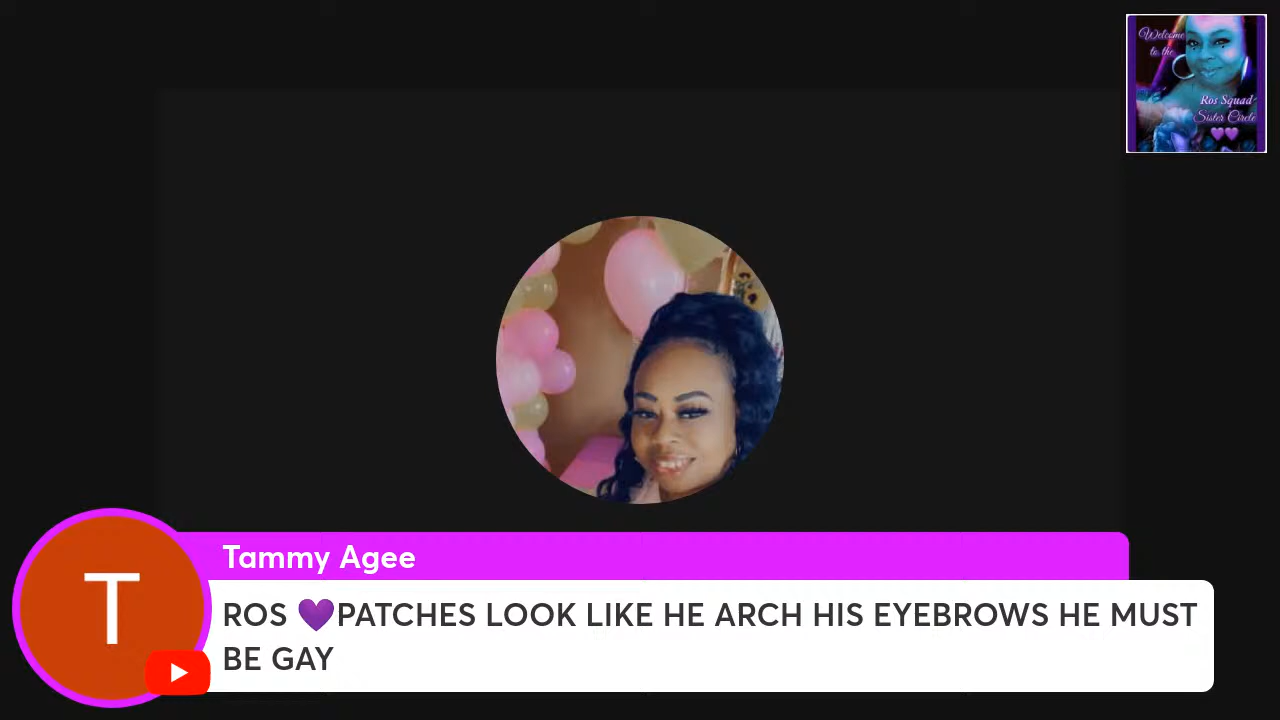 Welcome
to the
Ros Squad
Sister Circle
💜💜
T
Tammy Agee
ROS 💜PATCHES LOOK LIKE HE ARCH HIS EYEBROWS HE MUST
BE GAY